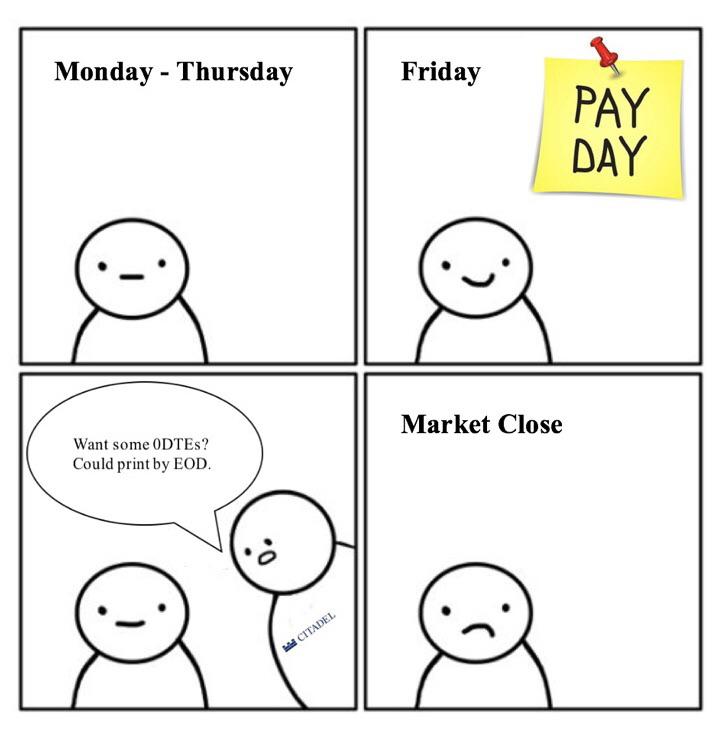 Monday - Thursday
Friday
PAY
DAY
Want some 0DTEs?
Could print by EOD.
CITADEL
Market Close